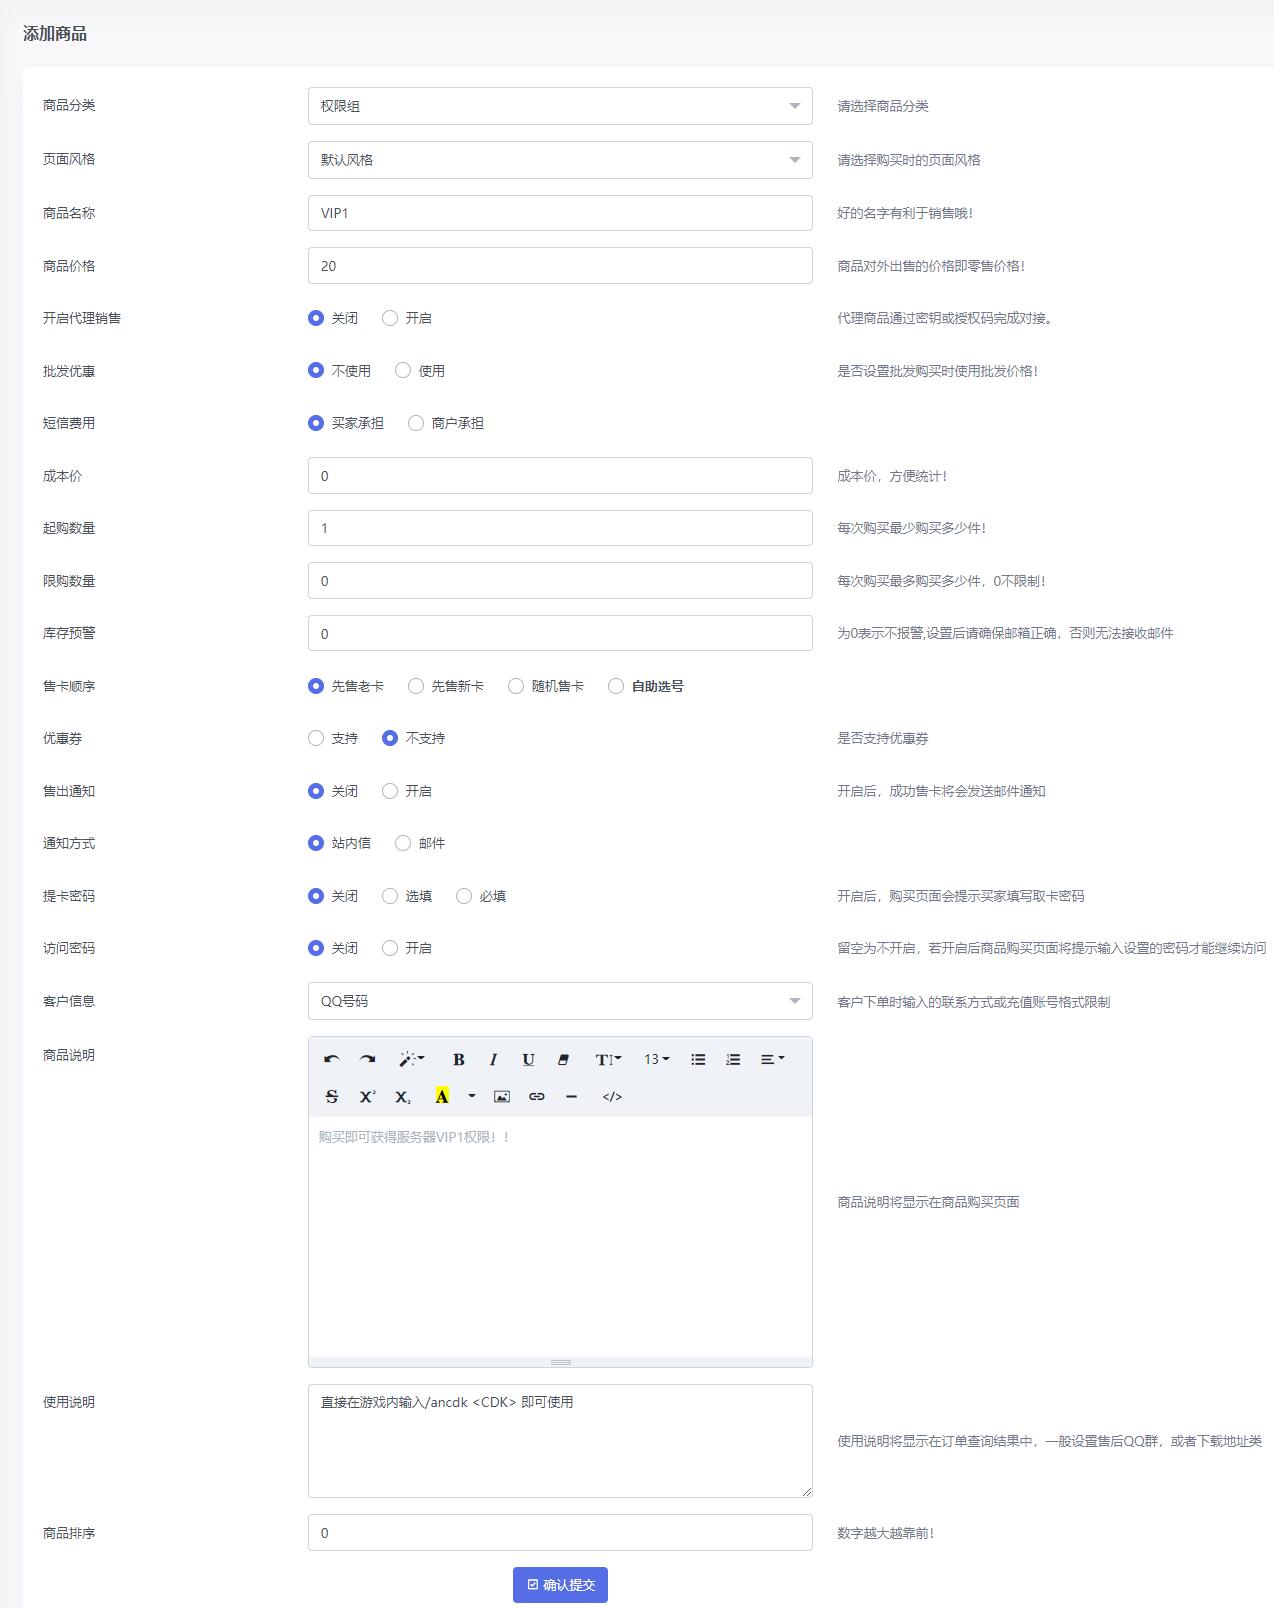 添加商品
商品分类 权限组 请选择商品分类
页面风格 默认风格 请选择购买时的页面风格
商品名称 VIP1 好的名字有利于销售哦！
商品价格 20 商品对外出售的价格即零售价格！
开启代理销售 关闭 开启 代理商品通过密钥或授权码完成对接。
批发优惠 不使用 使用 是否设置批发购买时使用批发价格！
短信费用 买家承担 商户承担
成本价 0 成本价，方便统计！
起购数量 1 每次购买最少购买多少件！
限购数量 0 每次购买最多购买多少件，0不限制！
库存预警 0 为0表示不报警,设置后请确保邮箱正确，否则无法接收邮件
售卡顺序 先售老卡 先售新卡 随机售卡 自助选号
优惠券 支持 不支持 是否支持优惠券
售出通知 关闭 开启 开启后，成功售卡将会发送邮件通知
通知方式 站内信 邮件
提卡密码 关闭 选填 必填 开启后，购买页面会提示买家填写取卡密码
访问密码 关闭 开启 留空为不开启，若开启后商品购买页面将提示输入设置的密码才能继续访问
客户信息 QQ号码 客户下单时输入的联系方式或充值账号格式限制
商品说明 B I U TI 13
S X² X₂ A </>
购买即可获得服务器VIP1权限！！
商品说明将显示在商品购买页面
使用说明 直接在游戏内输入/ancdk <CDK> 即可使用
使用说明将显示在订单查询结果中，一般设置售后QQ群，或者下载地址类
商品排序 0 数字越大越靠前！
确认提交